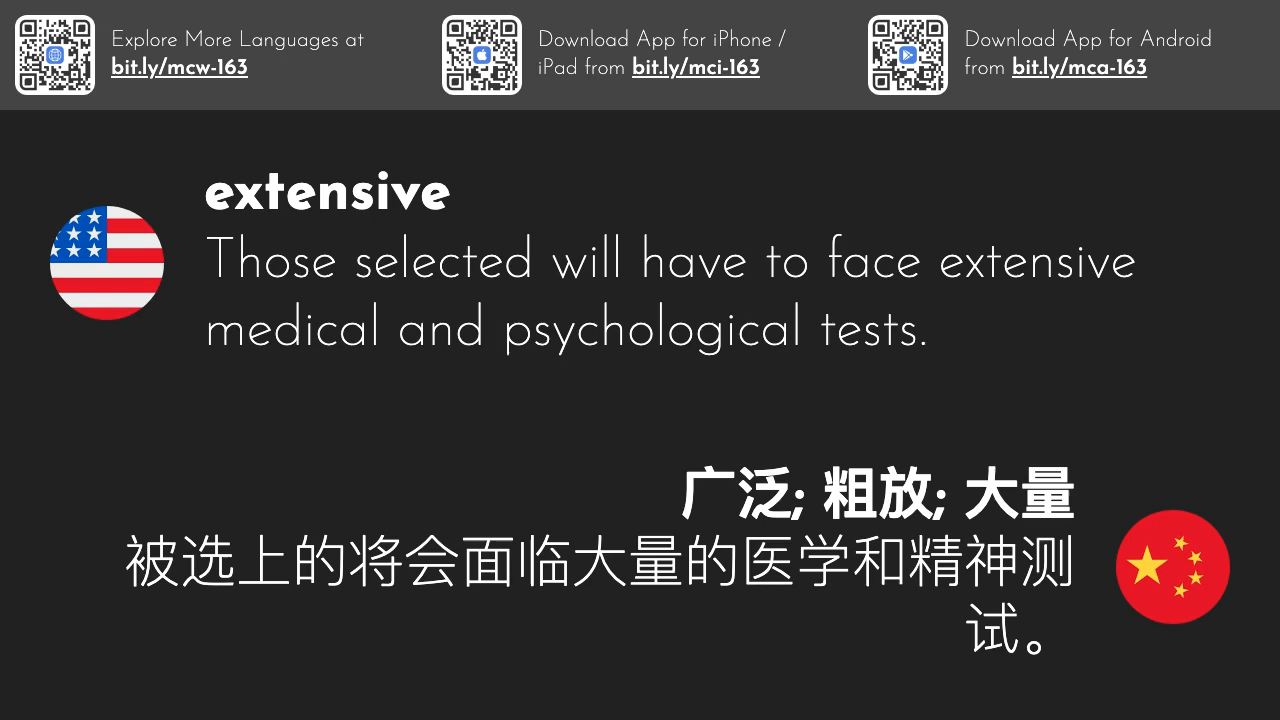 Explore More Languages at
bit.ly/mcw-163
Download App for iPhone /
iPad from bit.ly/mci-163
Download App for Android
from bit.ly/mca-163
extensive
Those selected will have to face extensive
medical and psychological tests.
广泛; 粗放; 大量
被选上的将会面临大量的医学和精神测
试。